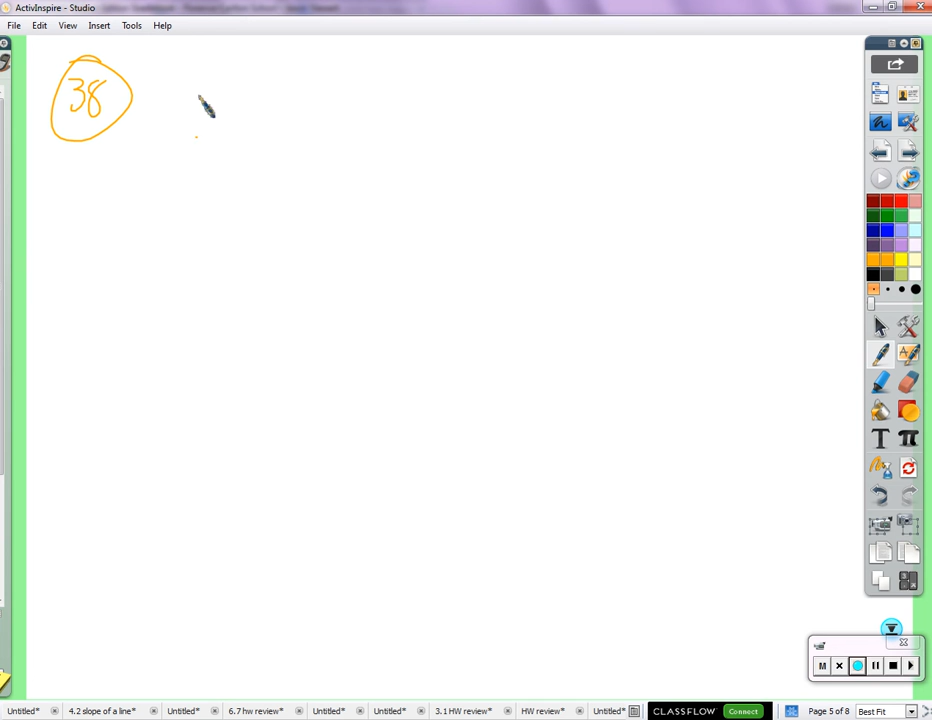 ActivInspire - Studio
File Edit View Insert Tools Help
38
Untitled* 4.2 slope of a line* Untitled* 6.7 hw review* Untitled* Untitled* 3.1 HW review* HW review* Untitled* CLASSFLOW Connect Page 5 of 8 Best Fit